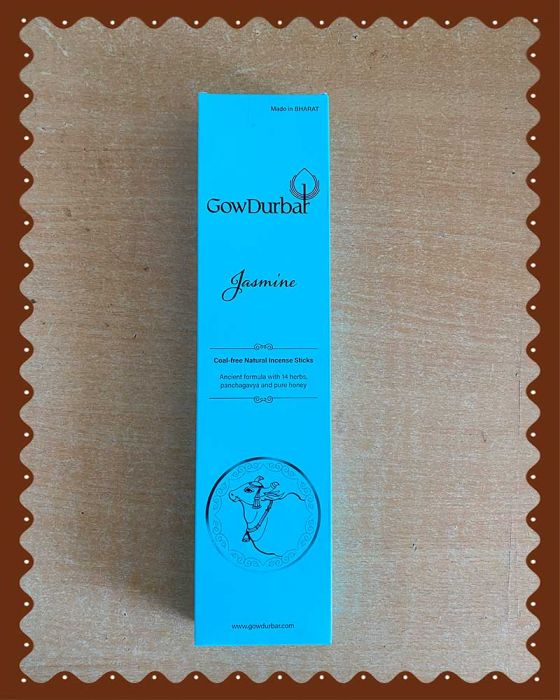 Made in BHARAT
GowDurbar
Jasmine
Coal-free Natural Incense Sticks
Ancient formula with 14 herbs,
panchagavya and pure honey
www.gowdurbar.com